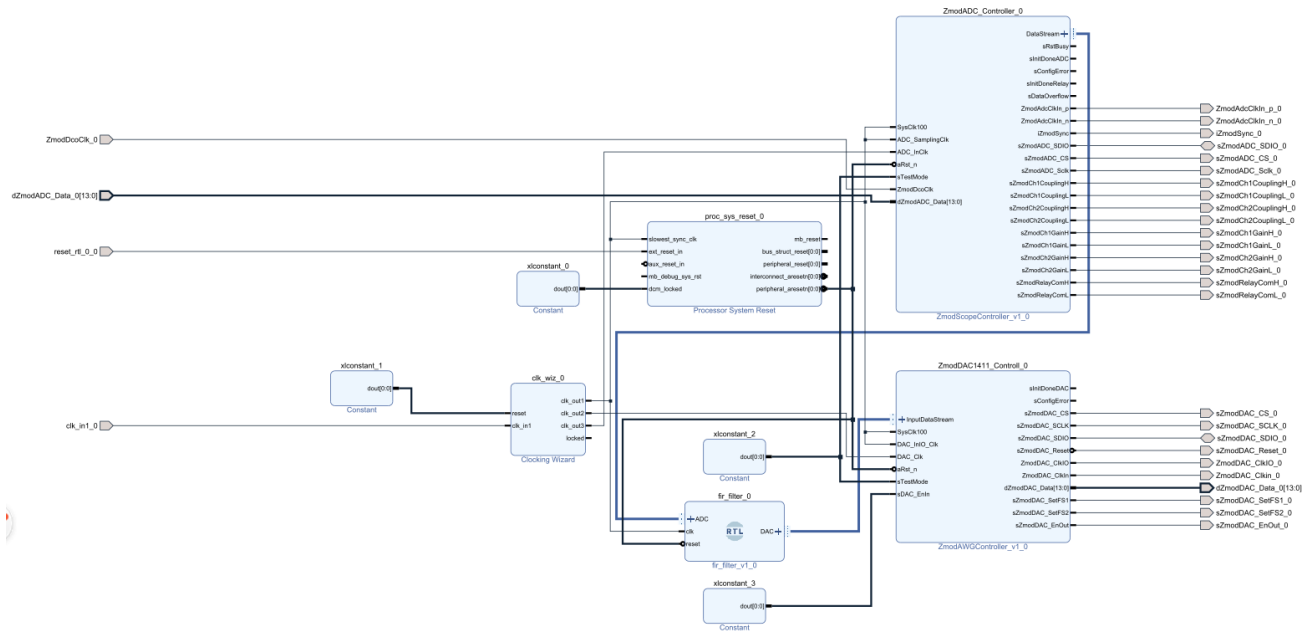 ZmodADC_Controller_0
DataStream
sRstBusy
sInitDoneADC
sConfigError
sInitDoneRelay
sDataOverflow
ZmodAdcClkIn_p
ZmodAdcClkIn_n
iZmodSync
sZmodADC_SDIO
sZmodADC_CS
sZmodADC_Sclk
sZmodCh1CouplingH
sZmodCh1CouplingL
sZmodCh2CouplingH
sZmodCh2CouplingL
sZmodCh1GainH
sZmodCh1GainL
sZmodCh2GainH
sZmodCh2GainL
sZmodRelayComH
sZmodRelayComL
SysClk100
ADC_SamplingClk
ADC_InClk
aRst_n
sTestMode
ZmodDcoClk
dZmodADC_Data[13:0]
ZmodScopeController_v1_0
ZmodAdcClkIn_p_0
ZmodAdcClkIn_n_0
iZmodSync_0
sZmodADC_SDIO_0
sZmodADC_CS_0
sZmodADC_Sclk_0
sZmodCh1CouplingH_0
sZmodCh1CouplingL_0
sZmodCh2CouplingH_0
sZmodCh2CouplingL_0
sZmodCh1GainH_0
sZmodCh1GainL_0
sZmodCh2GainH_0
sZmodCh2GainL_0
sZmodRelayComH_0
sZmodRelayComL_0
ZmodDcoClk_0
dZmodADC_Data_0[13:0]
reset_rtl_0_0
proc_sys_reset_0
slowest_sync_clk
ext_reset_in
aux_reset_in
mb_debug_sys_rst
dcm_locked
mb_reset
bus_struct_reset[0:0]
peripheral_reset[0:0]
interconnect_aresetn[0:0]
peripheral_aresetn[0:0]
Processor System Reset
xlconstant_0
dout[0:0]
Constant
xlconstant_1
dout[0:0]
Constant
clk_wiz_0
reset
clk_in1
clk_out1
clk_out2
clk_out3
locked
Clocking Wizard
clk_in1_0
xlconstant_2
dout[0:0]
Constant
fir_filter_0
ADC
clk
reset
RTL
DAC
fir_filter_v1_0
xlconstant_3
dout[0:0]
Constant
ZmodDAC1411_Controll_0
InputDataStream
SysClk100
DAC_InIO_Clk
DAC_Clk
aRst_n
sTestMode
sDAC_EnIn
sInitDoneDAC
sConfigError
sZmodDAC_CS
sZmodDAC_SCLK
sZmodDAC_SDIO
sZmodDAC_Reset
ZmodDAC_ClkIO
ZmodDAC_ClkIn
dZmodDAC_Data[13:0]
sZmodDAC_SetFS1
sZmodDAC_SetFS2
sZmodDAC_EnOut
ZmodAWGController_v1_0
sZmodDAC_CS_0
sZmodDAC_SCLK_0
sZmodDAC_SDIO_0
sZmodDAC_Reset_0
ZmodDAC_ClkIO_0
ZmodDAC_Clkin_0
dZmodDAC_Data_0[13:0]
sZmodDAC_SetFS1_0
sZmodDAC_SetFS2_0
sZmodDAC_EnOut_0